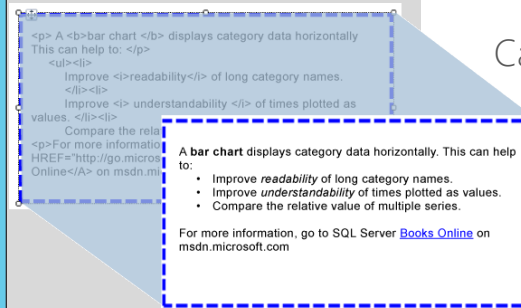 <p> A <b>bar chart </b> displays category data horizontally
This can help to: </p>
<ul><li>
Improve <i>readability</i> of long category names.
</li><li>
Improve <i> understandability </i> of times plotted as
values. </li><li>
Compare the rela
<p>For more informatio
HREF="http://go.micros
Online</A> on msdn.mi
Ca
A bar chart displays category data horizontally. This can help
to:
• Improve readability of long category names.
• Improve understandability of times plotted as values.
• Compare the relative value of multiple series.
For more information, go to SQL Server Books Online on
msdn.microsoft.com